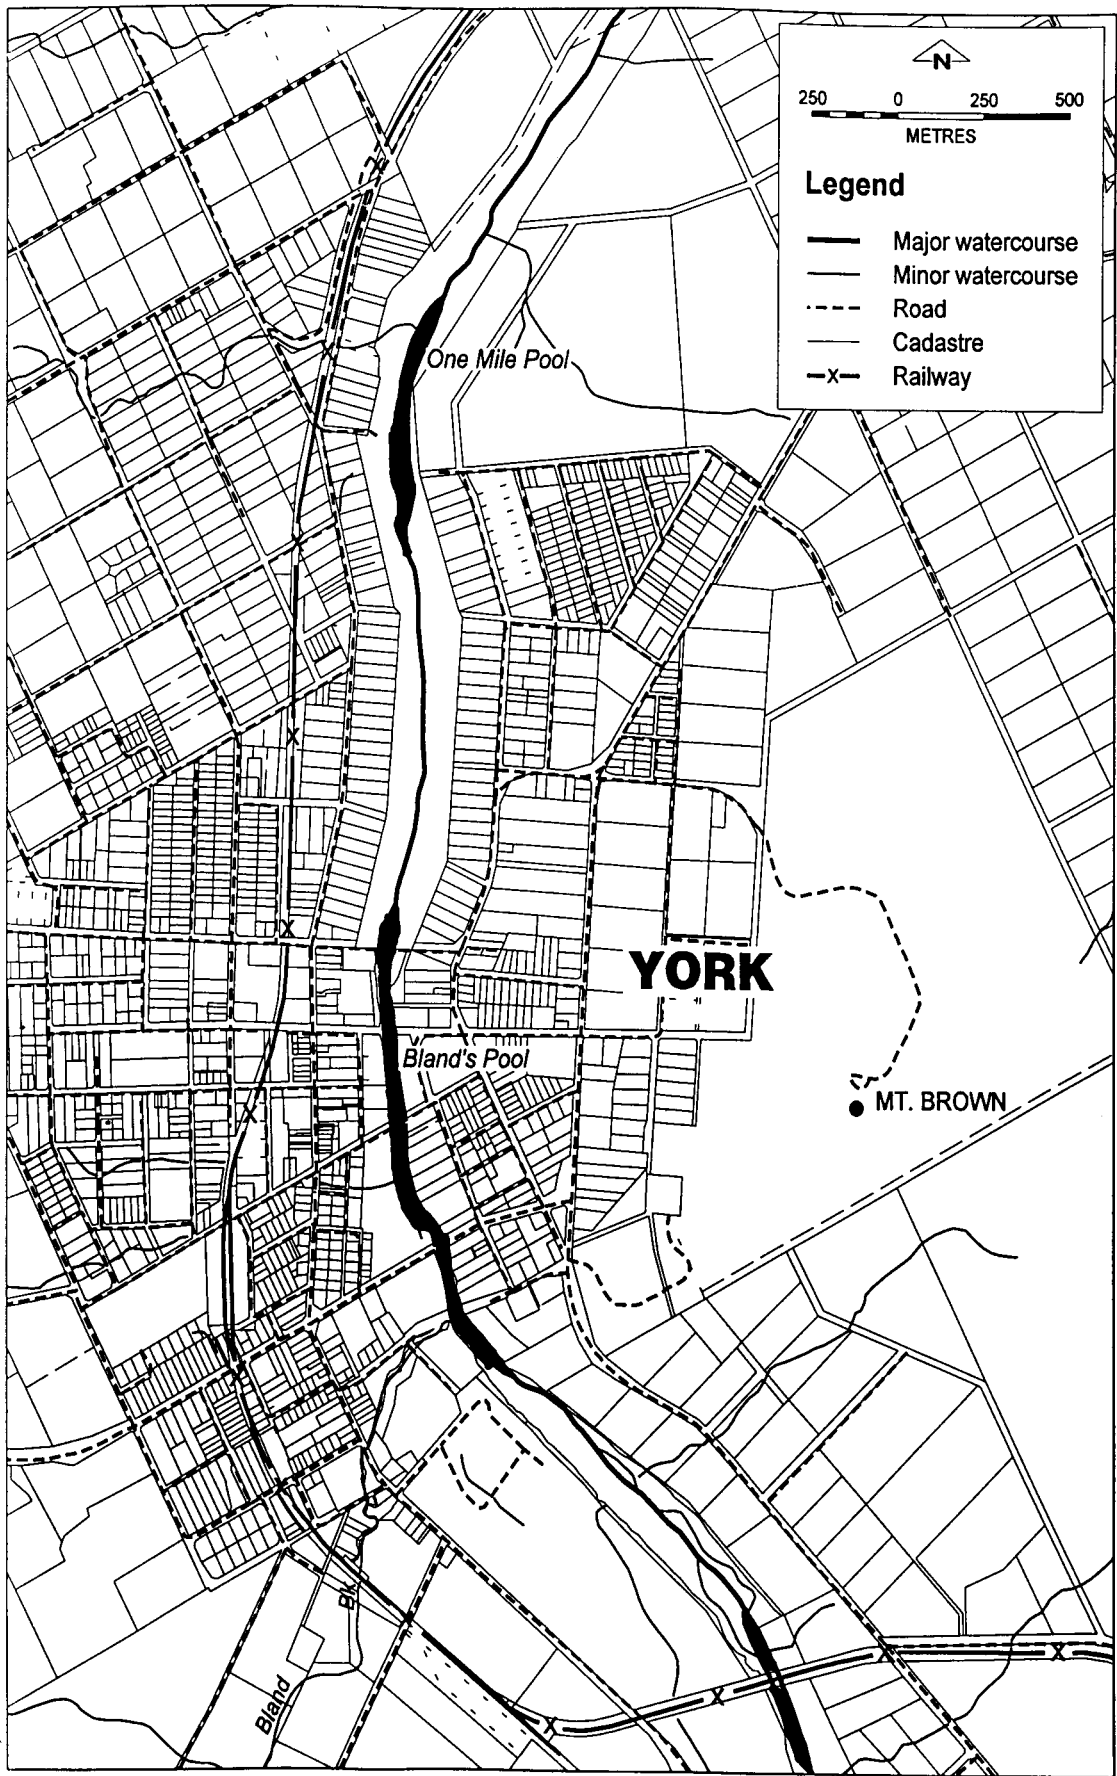 N
250 0 250 500
METRES
Legend
Major watercourse
Minor watercourse
Road
Cadastre
X Railway
One Mile Pool
YORK
Bland's Pool
MT. BROWN
Bland Bk